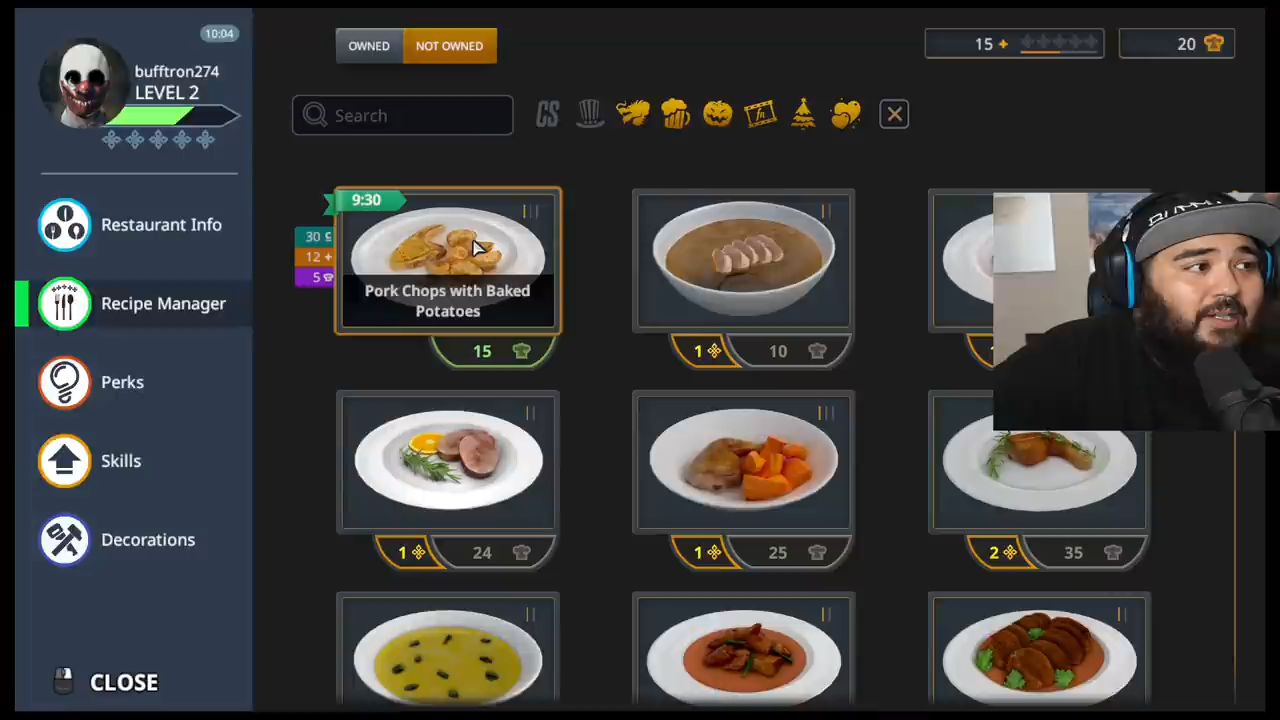 10:04
bufftron274
LEVEL 2
Restaurant Info
Recipe Manager
Perks
Skills
Decorations
CLOSE
OWNED
NOT OWNED
15
20
Search
CS
fn
9:30
30
12 +
5
Pork Chops with Baked
Potatoes
15
1
10
1
24
1
25
2
35